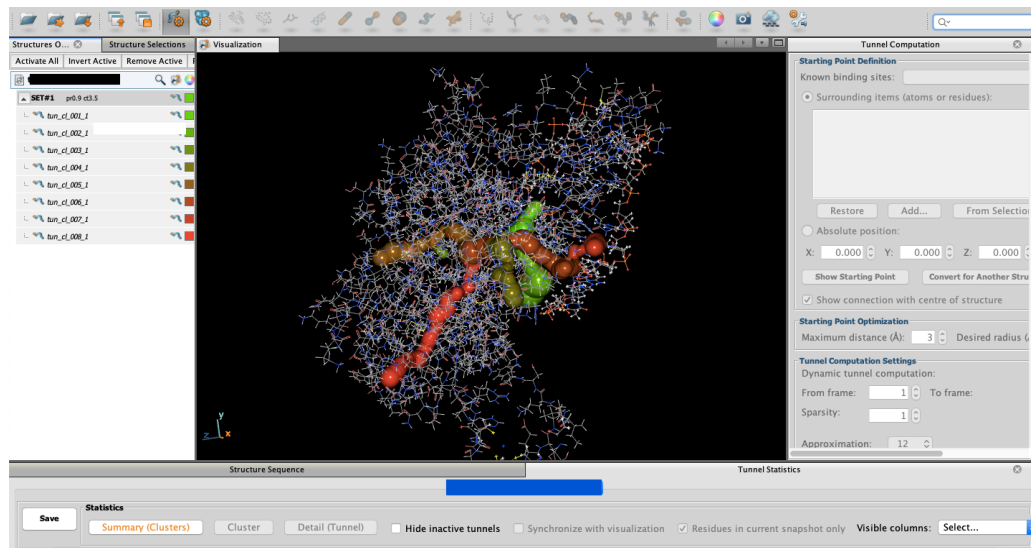 Structures O...
Structure Selections
Visualization
Tunnel Computation
Activate All Invert Active Remove Active
SET#1 pr0.9 ct3.5
tun_cl_001_1
tun_cl_002_1
tun_cl_003_1
tun_cl_004_1
tun_cl_005_1
tun_cl_006_1
tun_cl_007_1
tun_cl_008_1
y
z x
Starting Point Definition
Known binding sites:
Surrounding items (atoms or residues):
Restore Add... From Selection
Absolute position:
X: 0.000 Y: 0.000 Z: 0.000
Show Starting Point Convert for Another Stru
Show connection with centre of structure
Starting Point Optimization
Maximum distance (Å): 3 Desired radius (
Tunnel Computation Settings
Dynamic tunnel computation:
From frame: 1 To frame:
Sparsity: 1
Approximation: 12
Structure Sequence
Tunnel Statistics
Save
Statistics
Summary (Clusters) Cluster Detail (Tunnel) Hide inactive tunnels Synchronize with visualization Residues in current snapshot only Visible columns: Select...